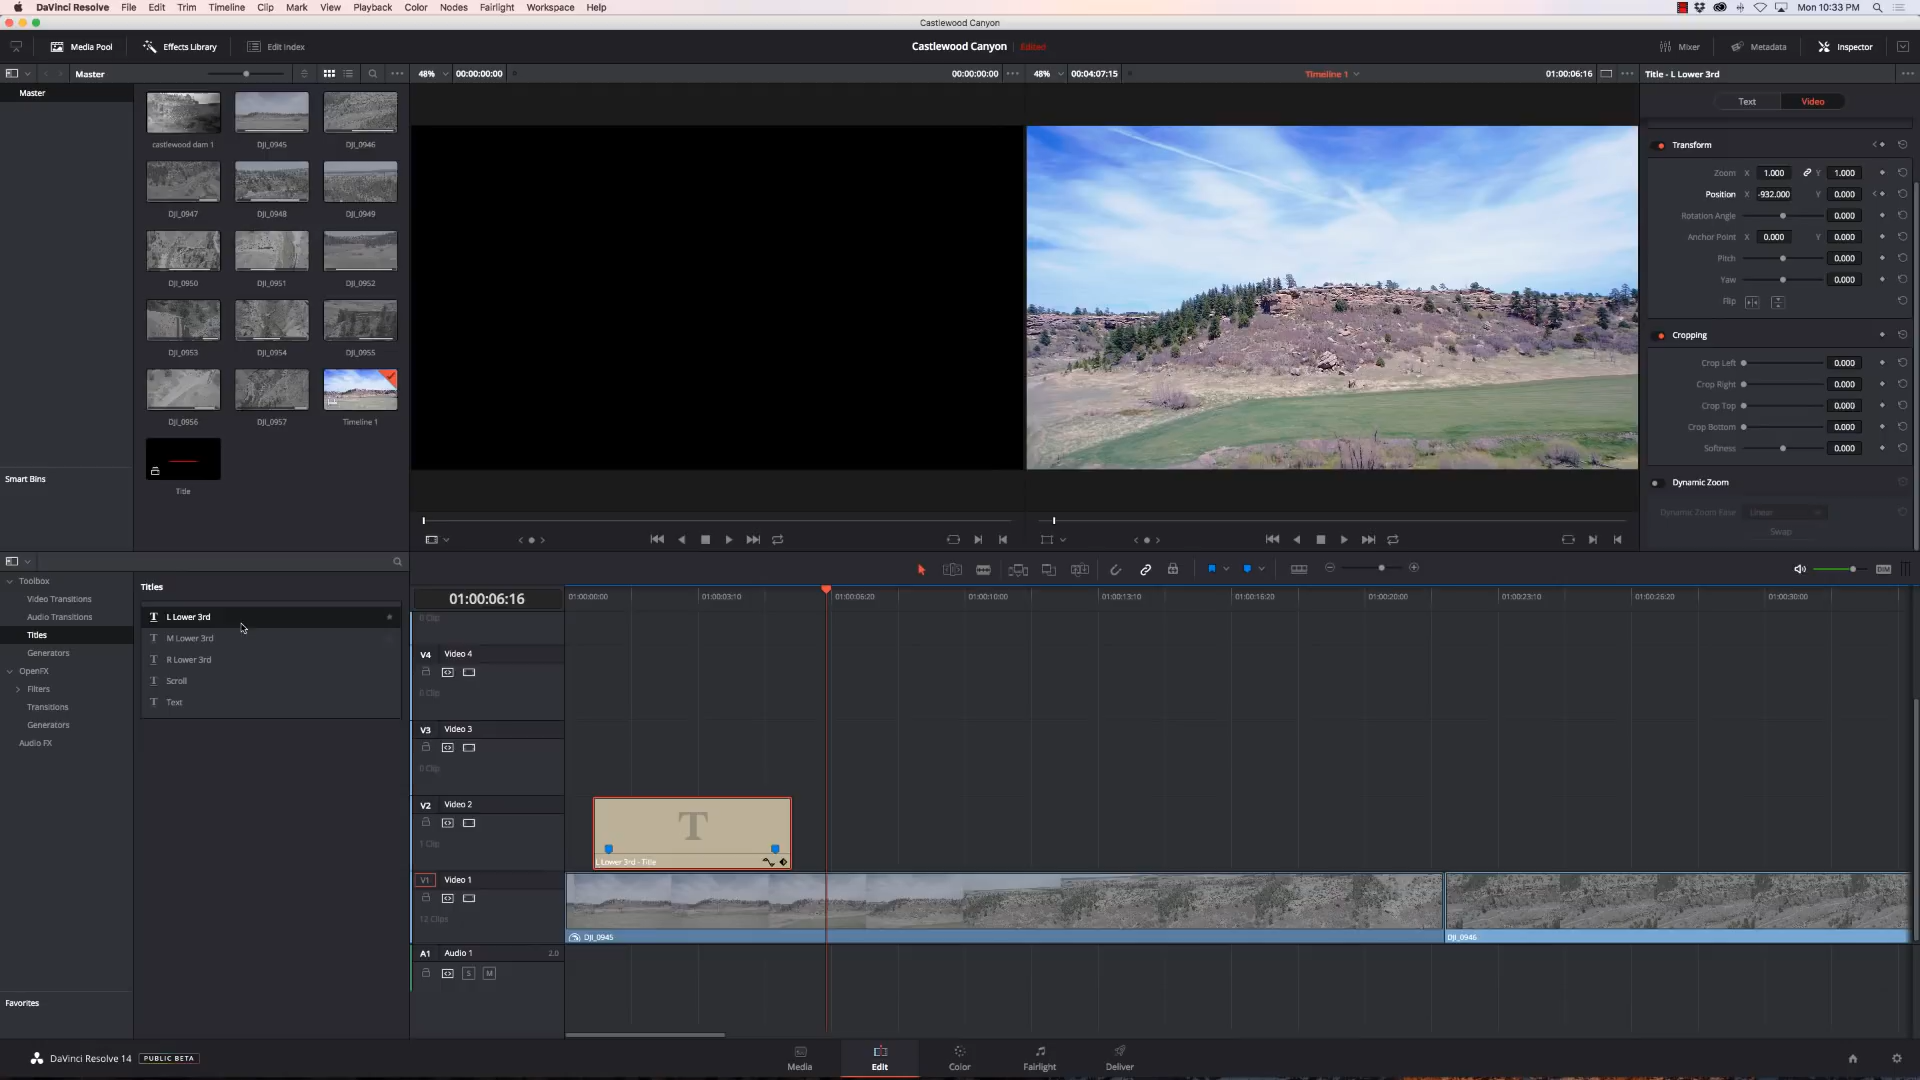 DaVinci Resolve File Edit Trim Timeline Clip Mark View Playback Color Nodes Fairlight Workspace Help Mon 10:33 PM
Castlewood Canyon
Media Pool Effects Library Edit Index Castlewood Canyon Edited Mixer Metadata Inspector
Master 48% 00:00:00:00 00:00:00:00 48% 00:04:07:15 Timeline 1 01:00:06:16 Title - L Lower 3rd
Master
Text Video
castlewood dam 1 DJI_0945 DJI_0946
DJI_0947 DJI_0948 DJI_0949
DJI_0950 DJI_0951 DJI_0952
DJI_0953 DJI_0954 DJI_0955
DJI_0956 DJI_0957 Timeline 1
Title
Smart Bins
Transform
Zoom X 1.000 Y 1.000
Position X -932.000 Y 0.000
Rotation Angle 0.000
Anchor Point X 0.000 Y 0.000
Pitch 0.000
Yaw 0.000
Flip
Cropping
Crop Left 0.000
Crop Right 0.000
Crop Top 0.000
Crop Bottom 0.000
Softness 0.000
Dynamic Zoom
Dynamic Zoom Ease Linear
Swap
Toolbox
Video Transitions
Audio Transitions
Titles
Generators
OpenFX
Filters
Transitions
Generators
Audio FX
Favorites
Titles
L Lower 3rd
M Lower 3rd
R Lower 3rd
Scroll
Text
DIM
01:00:06:16 01:00:00:00 01:00:03:10 01:00:06:20 01:00:10:00 01:00:13:10 01:00:16:20 01:00:20:00 01:00:23:10 01:00:26:20 01:00:30:00
0 Clip
V4 Video 4
0 Clip
V3 Video 3
0 Clip
V2 Video 2
1 Clip
T
L Lower 3rd - Title
V1 Video 1
12 Clips
DJI_0945 DJI_0946
A1 Audio 1 2.0
S M
DaVinci Resolve 14 PUBLIC BETA
Media Edit Color Fairlight Deliver